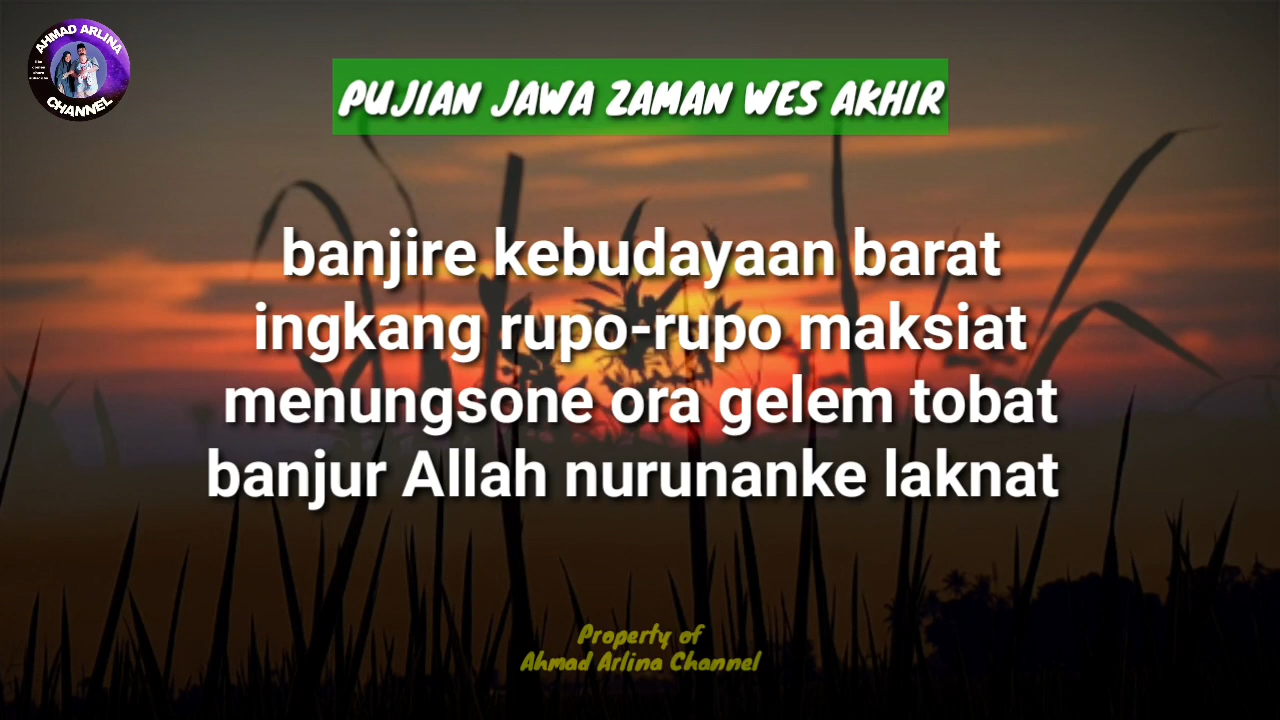 AHMAD ARLINA
CHANNEL
PUJIAN JAWA ZAMAN WES AKHIR
banjire kebudayaan barat
ingkang rupo-rupo maksiat
menungsone ora gelem tobat
banjur Allah nurunanke laknat
Property of
Ahmad Arlina Channel